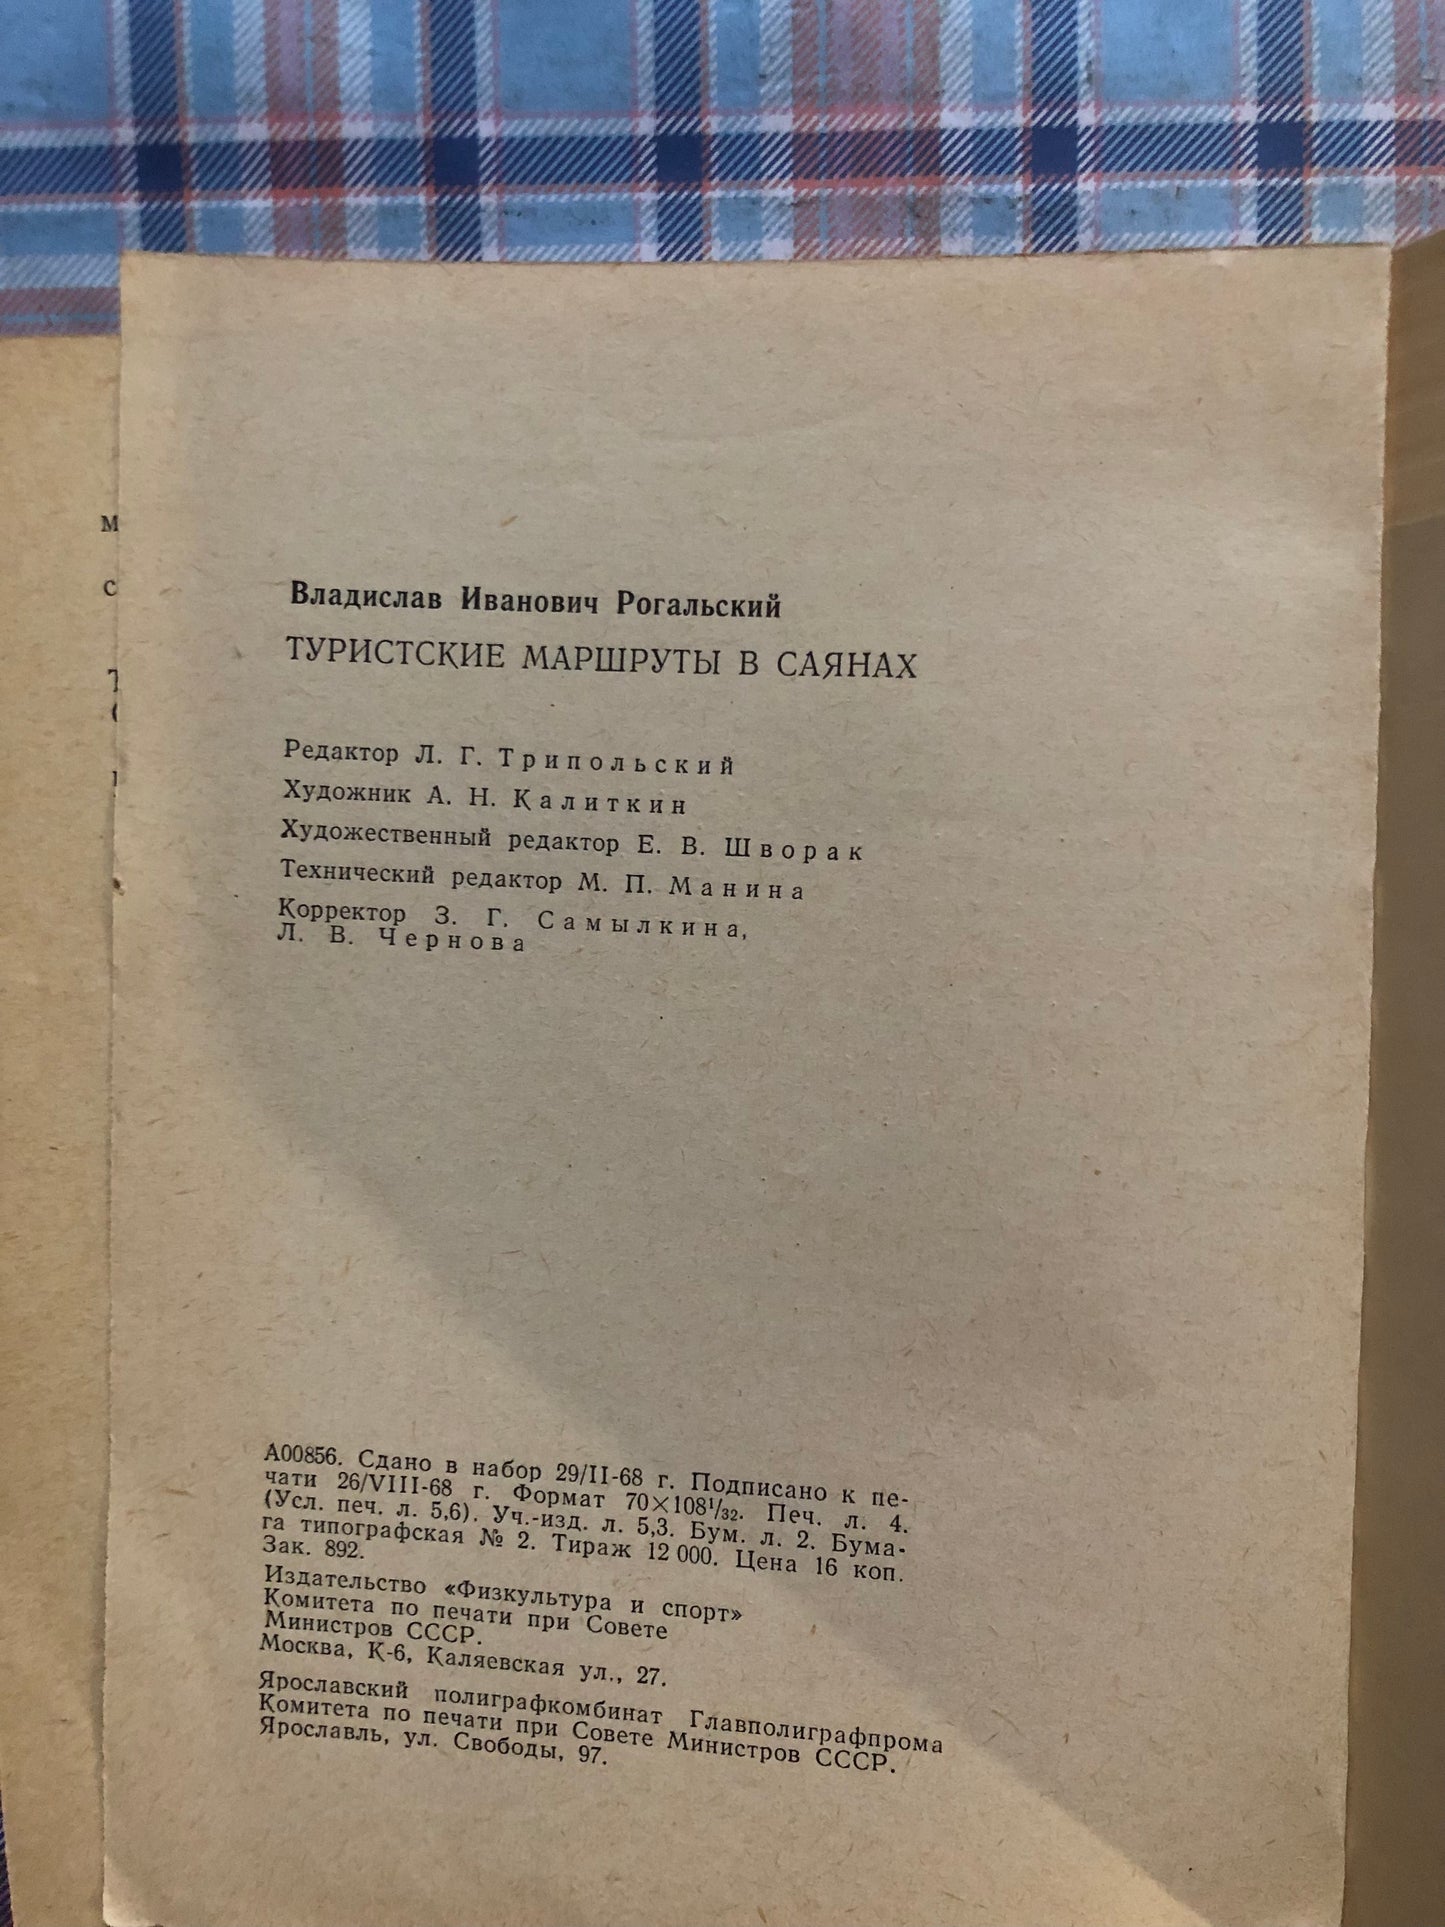 Владислав Иванович Рогальский
ТУРИСТСКИЕ МАРШРУТЫ В САЯНАХ
Редактор Л. Г. Трипольский
Художник А. Н. Калиткин
Художественный редактор Е. В. Шворак
Технический редактор М. П. Манина
Корректор З. Г. Самылкина,
Л. В. Чернова
А00856. Сдано в набор 29/II-68 г. Подписано к пе-
чати 26/VIII-68 г. Формат 70×108¹/₃₂. Печ. л. 4.
(Усл. печ. л. 5,6). Уч.-изд. л. 5,3. Бум. л. 2. Бума-
га типографская № 2. Тираж 12 000. Цена 16 коп.
Зак. 892.
Издательство «Физкультура и спорт»
Комитета по печати при Совете
Министров СССР.
Москва, К-6, Каляевская ул., 27.
Ярославский полиграфкомбинат Главполиграфпрома
Комитета по печати при Совете Министров СССР.
Ярославль, ул. Свободы, 97.